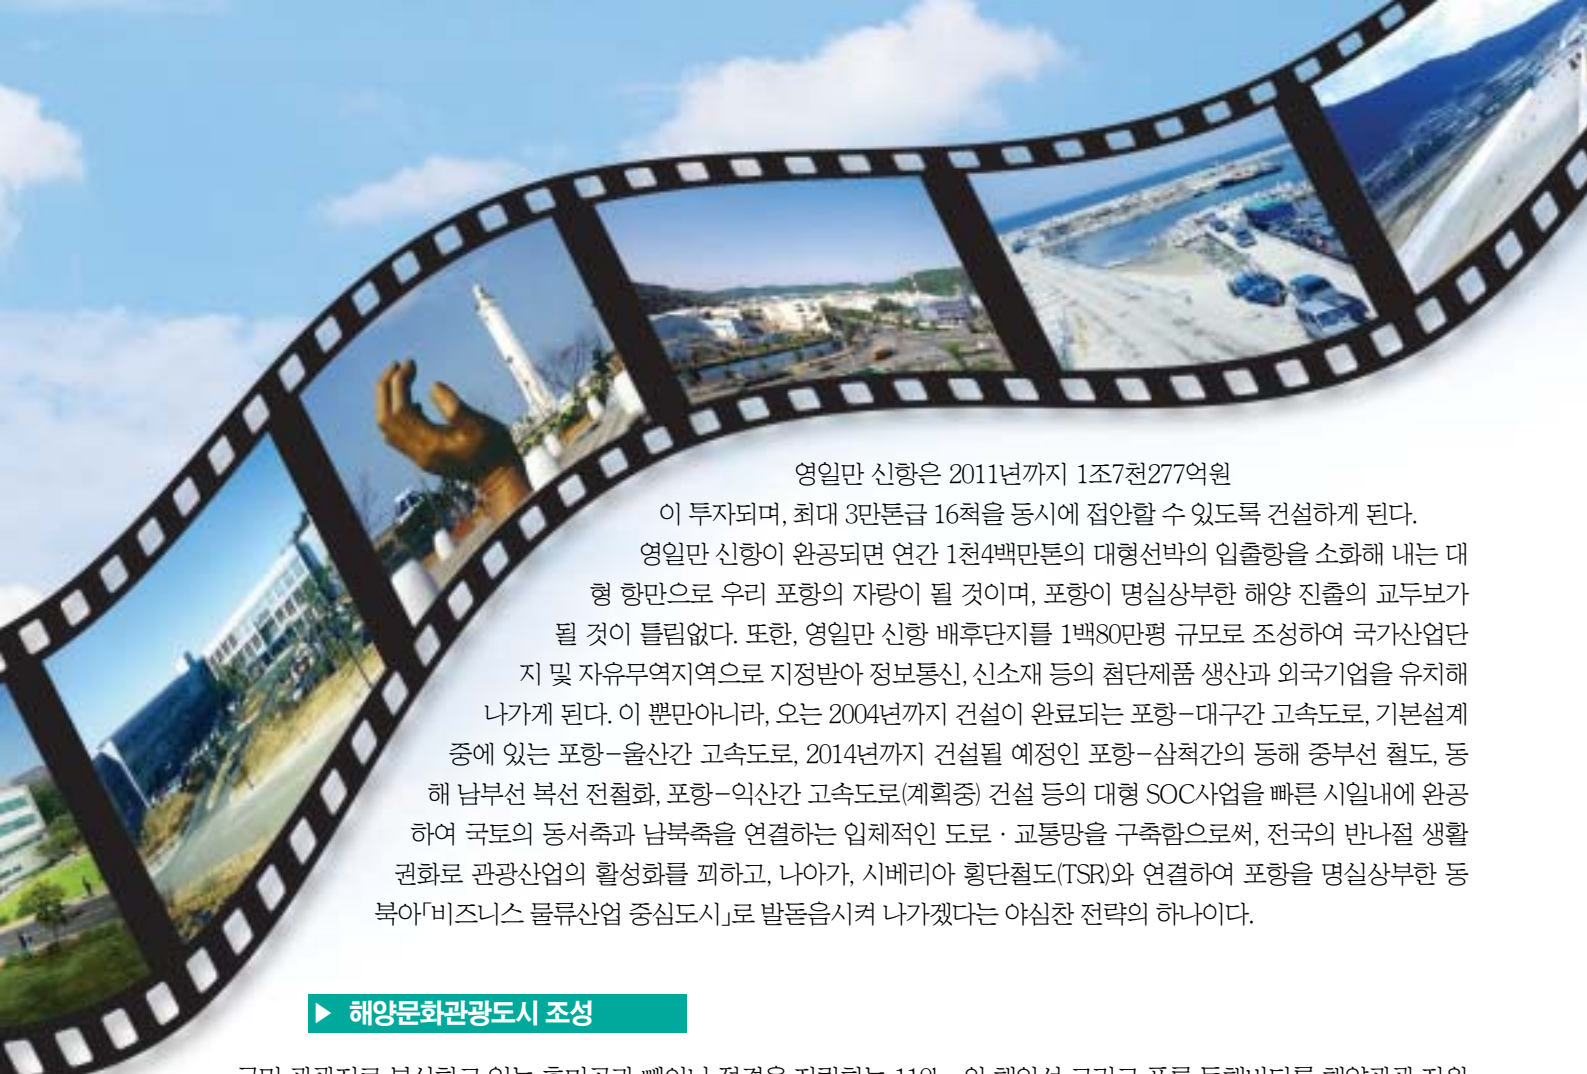 영일만 신항은 2011년까지 1조7천277억원
이 투자되며, 최대 3만톤급 16척을 동시에 접안할 수 있도록 건설하게 된다.
영일만 신항이 완공되면 연간 1천4백만톤의 대형선박의 입출항을 소화해 내는 대
형 항만으로 우리 포항의 자랑이 될 것이며, 포항이 명실상부한 해양 진출의 교두보가
될 것이 틀림없다. 또한, 영일만 신항 배후단지를 1백80만평 규모로 조성하여 국가산업단
지 및 자유무역지역으로 지정받아 정보통신, 신소재 등의 첨단제품 생산과 외국기업을 유치해
나가게 된다. 이 뿐만아니라, 오는 2004년까지 건설이 완료되는 포항-대구간 고속도로, 기본설계
중에 있는 포항-울산간 고속도로, 2014년까지 건설될 예정인 포항-삼척간의 동해 중부선 철도, 동
해 남부선 복선 전철화, 포항-익산간 고속도로(계획중) 건설 등의 대형 SOC사업을 빠른 시일내에 완공
하여 국토의 동서축과 남북축을 연결하는 입체적인 도로 · 교통망을 구축함으로써, 전국의 반나절 생활
권화로 관광산업의 활성화를 꾀하고, 나아가, 시베리아 횡단철도(TSR)와 연결하여 포항을 명실상부한 동
북아「비즈니스 물류산업 중심도시」로 발돋음시켜 나가겠다는 야심찬 전략의 하나이다.
▶ 해양문화관광도시 조성